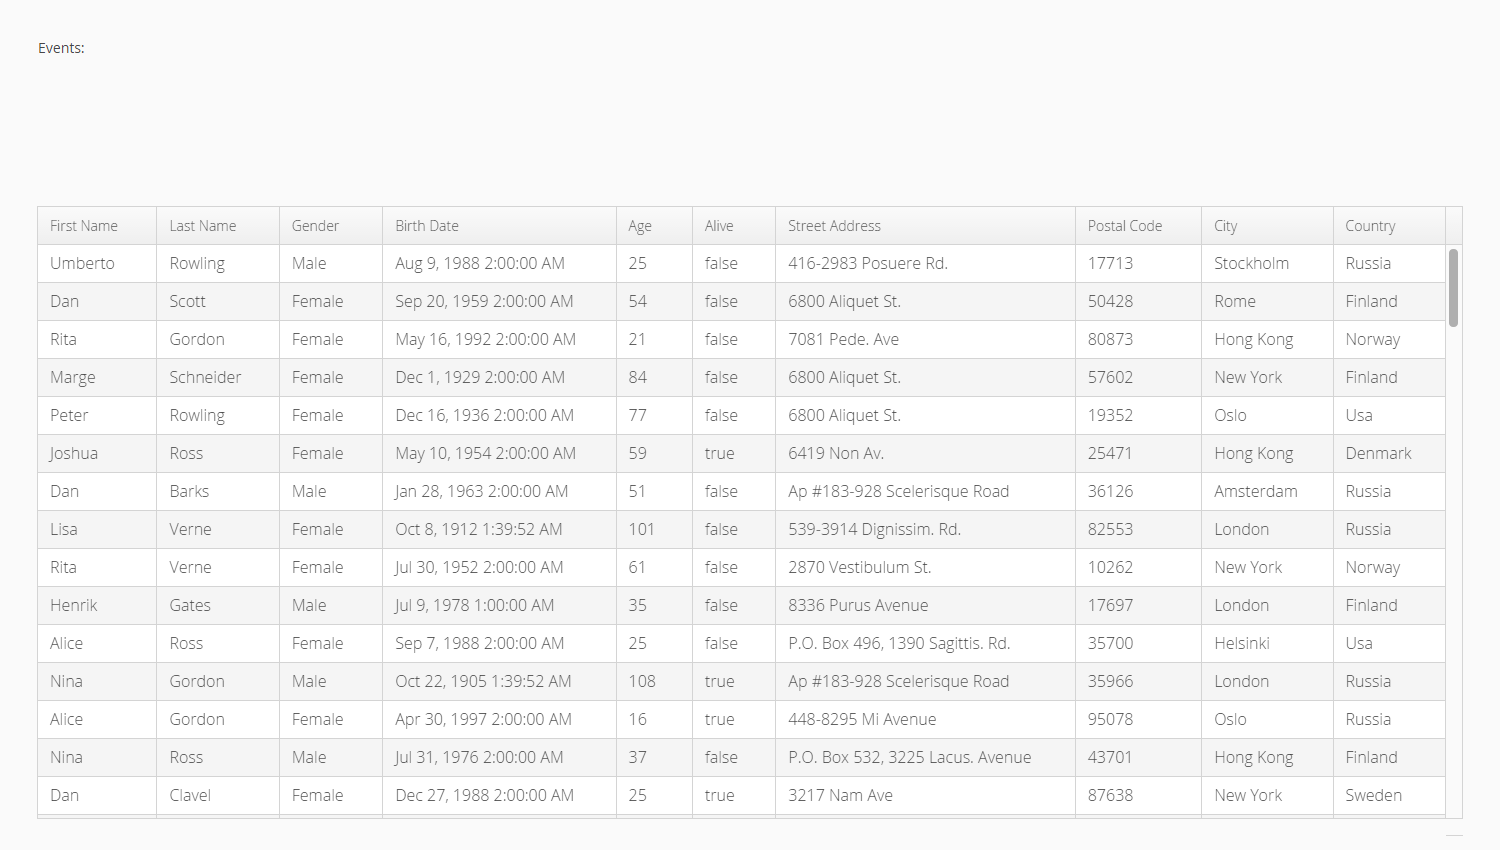 Events:
First Name Last Name Gender Birth Date Age Alive Street Address Postal Code City Country
Umberto Rowling Male Aug 9, 1988 2:00:00 AM 25 false 416-2983 Posuere Rd. 17713 Stockholm Russia
Dan Scott Female Sep 20, 1959 2:00:00 AM 54 false 6800 Aliquet St. 50428 Rome Finland
Rita Gordon Female May 16, 1992 2:00:00 AM 21 false 7081 Pede. Ave 80873 Hong Kong Norway
Marge Schneider Female Dec 1, 1929 2:00:00 AM 84 false 6800 Aliquet St. 57602 New York Finland
Peter Rowling Female Dec 16, 1936 2:00:00 AM 77 false 6800 Aliquet St. 19352 Oslo Usa
Joshua Ross Female May 10, 1954 2:00:00 AM 59 true 6419 Non Av. 25471 Hong Kong Denmark
Dan Barks Male Jan 28, 1963 2:00:00 AM 51 false Ap #183-928 Scelerisque Road 36126 Amsterdam Russia
Lisa Verne Female Oct 8, 1912 1:39:52 AM 101 false 539-3914 Dignissim. Rd. 82553 London Russia
Rita Verne Female Jul 30, 1952 2:00:00 AM 61 false 2870 Vestibulum St. 10262 New York Norway
Henrik Gates Male Jul 9, 1978 1:00:00 AM 35 false 8336 Purus Avenue 17697 London Finland
Alice Ross Female Sep 7, 1988 2:00:00 AM 25 false P.O. Box 496, 1390 Sagittis. Rd. 35700 Helsinki Usa
Nina Gordon Male Oct 22, 1905 1:39:52 AM 108 true Ap #183-928 Scelerisque Road 35966 London Russia
Alice Gordon Female Apr 30, 1997 2:00:00 AM 16 true 448-8295 Mi Avenue 95078 Oslo Russia
Nina Ross Male Jul 31, 1976 2:00:00 AM 37 false P.O. Box 532, 3225 Lacus. Avenue 43701 Hong Kong Finland
Dan Clavel Female Dec 27, 1988 2:00:00 AM 25 true 3217 Nam Ave 87638 New York Sweden